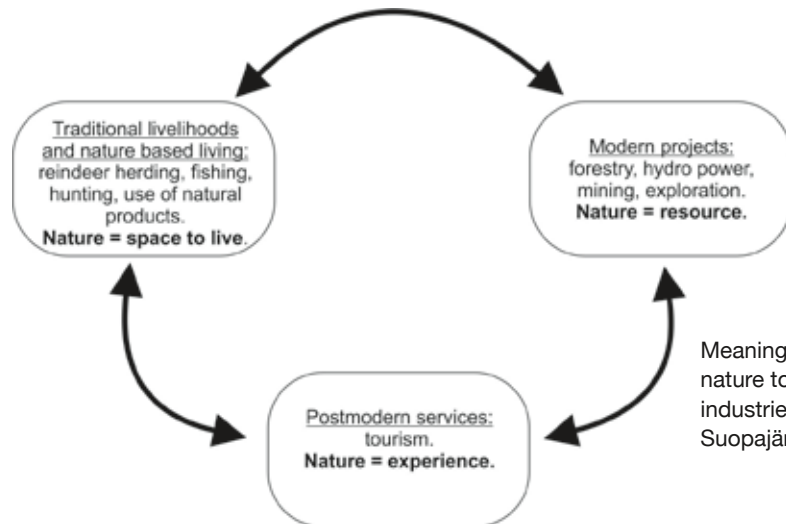 Traditional livelihoods
and nature based living:
reindeer herding, fishing,
hunting, use of natural
products.
Nature = space to live.
Modern projects:
forestry, hydro power,
mining, exploration.
Nature = resource.
Postmodern services:
tourism.
Nature = experience.
Meaning
nature to
industrie